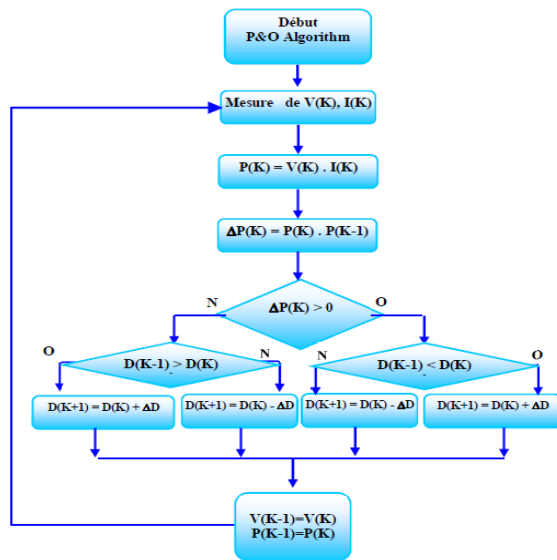 Début
P&O Algorithm
Mesure de V(K), I(K)
P(K) = V(K) . I(K)
ΔP(K) = P(K) . P(K-1)
N
ΔP(K) > 0
O
O
D(K-1) > D(K)
N
N
D(K-1) < D(K)
O
D(K+1) = D(K) + ΔD
D(K+1) = D(K) - ΔD
D(K+1) = D(K) - ΔD
D(K+1) = D(K) + ΔD
V(K-1)=V(K)
P(K-1)=P(K)